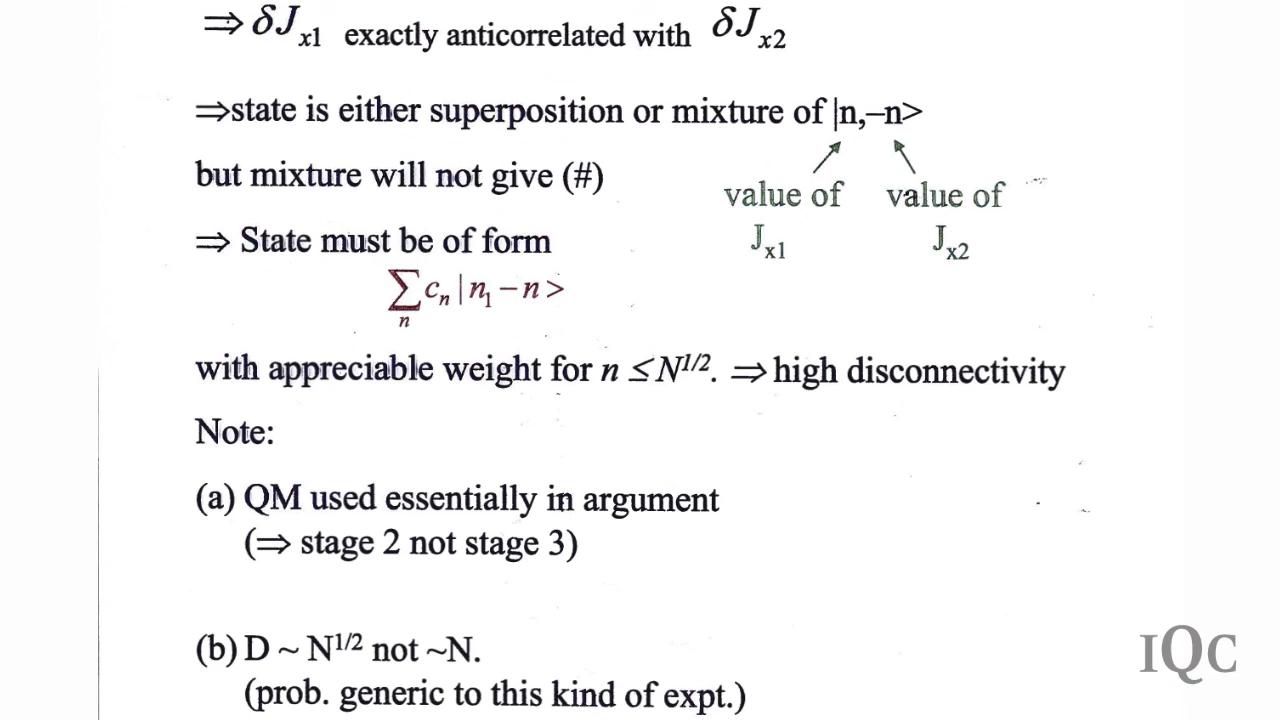 ⇒ δJx1 exactly anticorrelated with δJx2
⇒state is either superposition or mixture of |n,–n>
but mixture will not give (#)
value of value of
Jx1 Jx2
⇒ State must be of form
∑n cn | n1 – n >
with appreciable weight for n ≤N1/2. ⇒ high disconnectivity
Note:
(a) QM used essentially in argument
(⇒ stage 2 not stage 3)
(b) D ~ N1/2 not ~N.
(prob. generic to this kind of expt.)
IQC